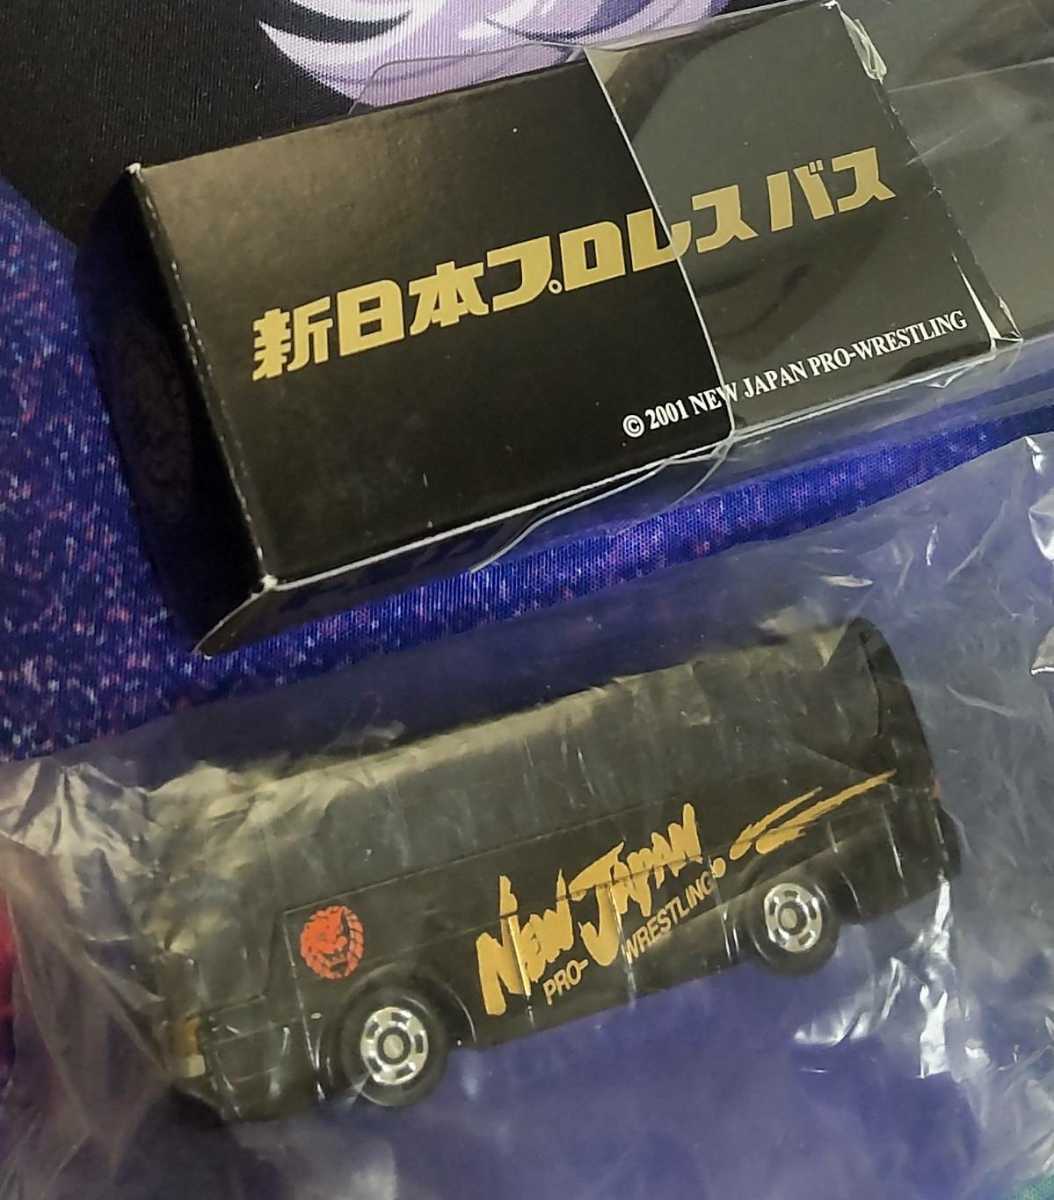 新日本プロレスバス
© 2001 NEW JAPAN PRO-WRESTLING
NEW JAPAN
PRO-WRESTLING